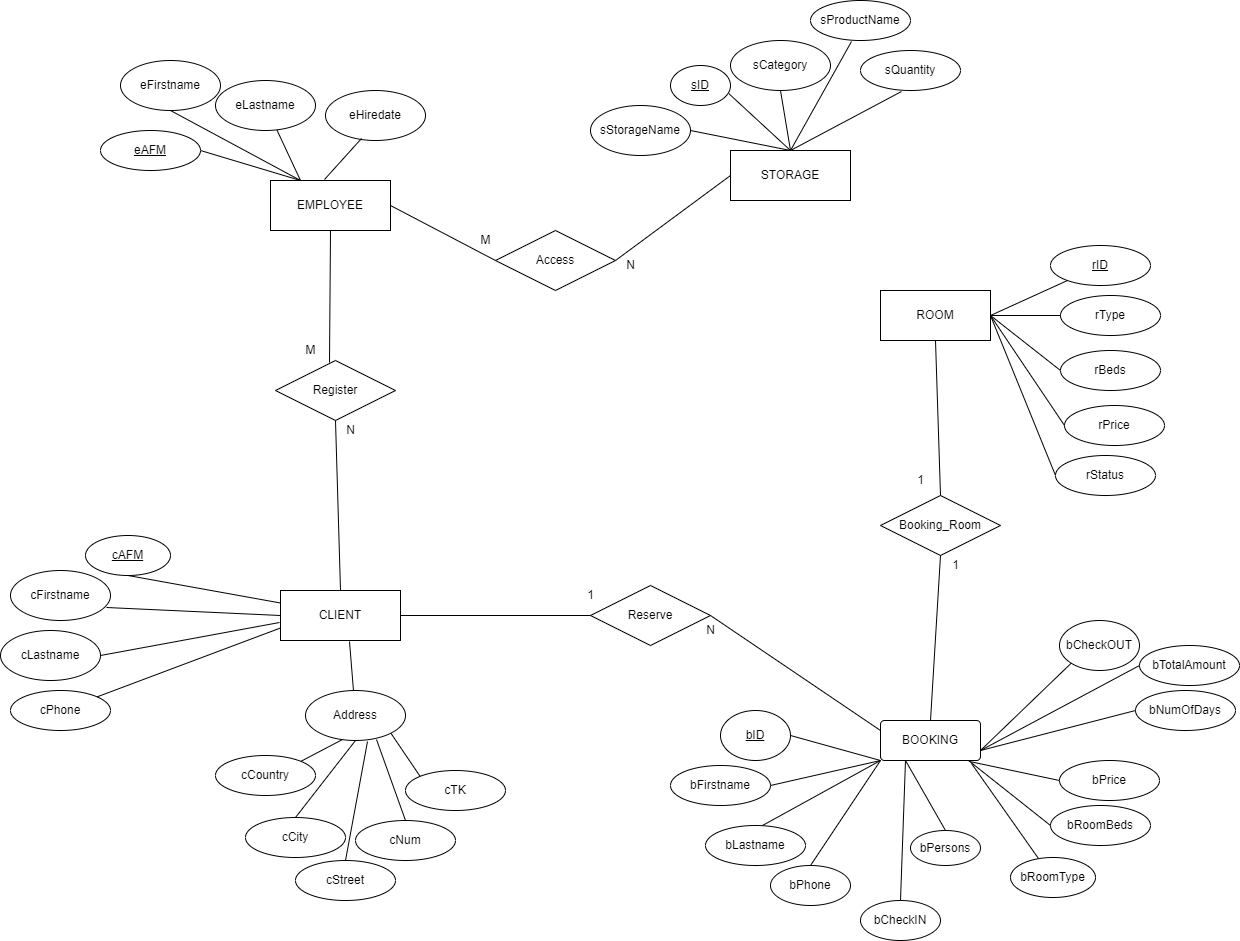 sProductName
sCategory
sQuantity
sID
eFirstname
eLastname
eHiredate
sStorageName
eAFM
STORAGE
EMPLOYEE
M
Access
N
rID
ROOM
rType
M
rBeds
Register
N
rPrice
rStatus
1
Booking_Room
cAFM
1
cFirstname
1
CLIENT
Reserve
N
bCheckOUT
cLastname
bTotalAmount
cPhone
Address
bNumOfDays
bID
BOOKING
cCountry
bPrice
bFirstname
cTK
bRoomBeds
cCity
cNum
bLastname
bPersons
cStreet
bPhone
bRoomType
bCheckIN